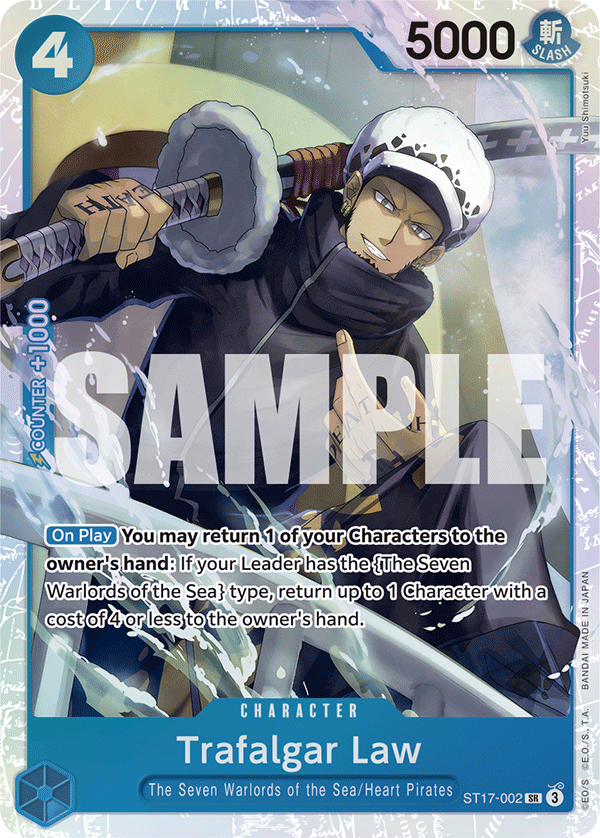 4
5000
斬
SLASH
Yuu Shimotsuki
EATH
COUNTER +1000
SAMPLE
EAT
On Play You may return 1 of your Characters to the
owner's hand: If your Leader has the {The Seven
Warlords of the Sea} type, return up to 1 Character with a
cost of 4 or less to the owner's hand.
©EO/S ©E.O./S., T.A. BANDAI MADE IN JAPAN
CHARACTER
Trafalgar Law
The Seven Warlords of the Sea/Heart Pirates
ST17-002 SR 3